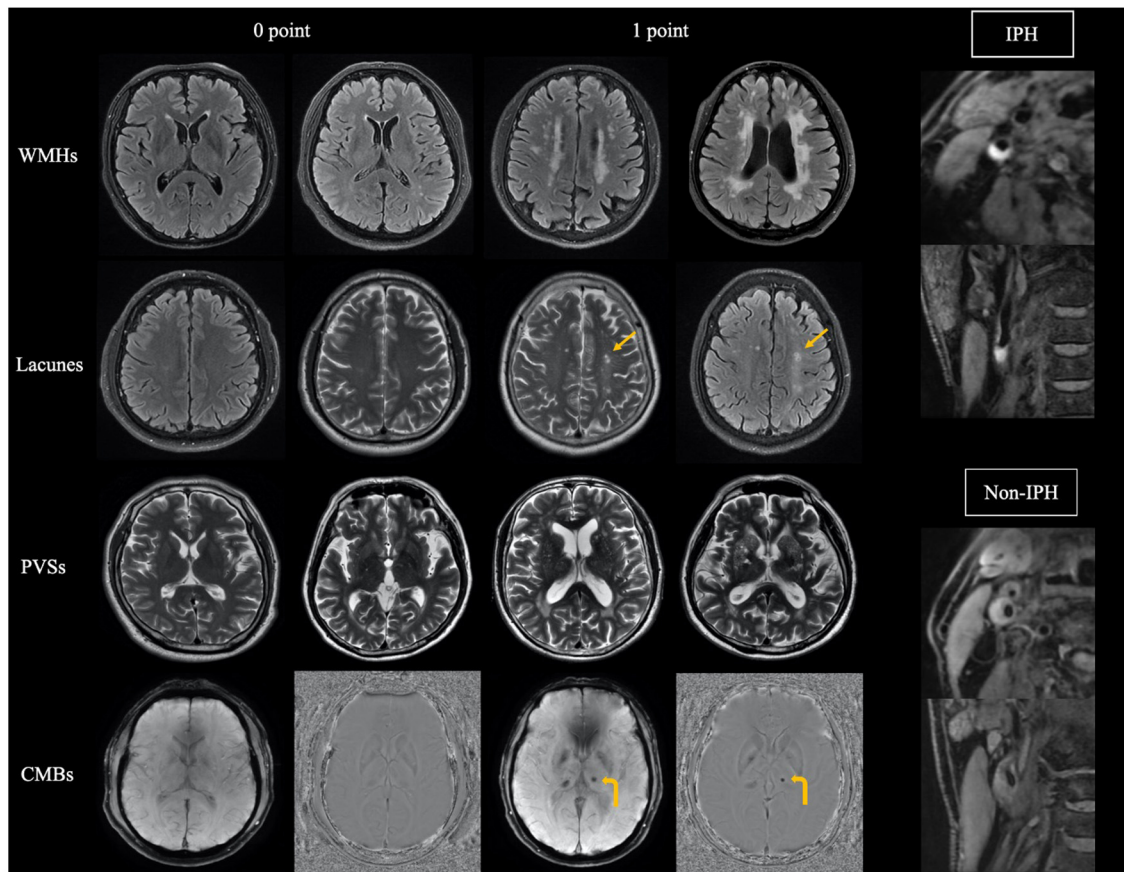 0 point
1 point
IPH
WMHs
Lacunes
Non-IPH
PVSs
CMBs